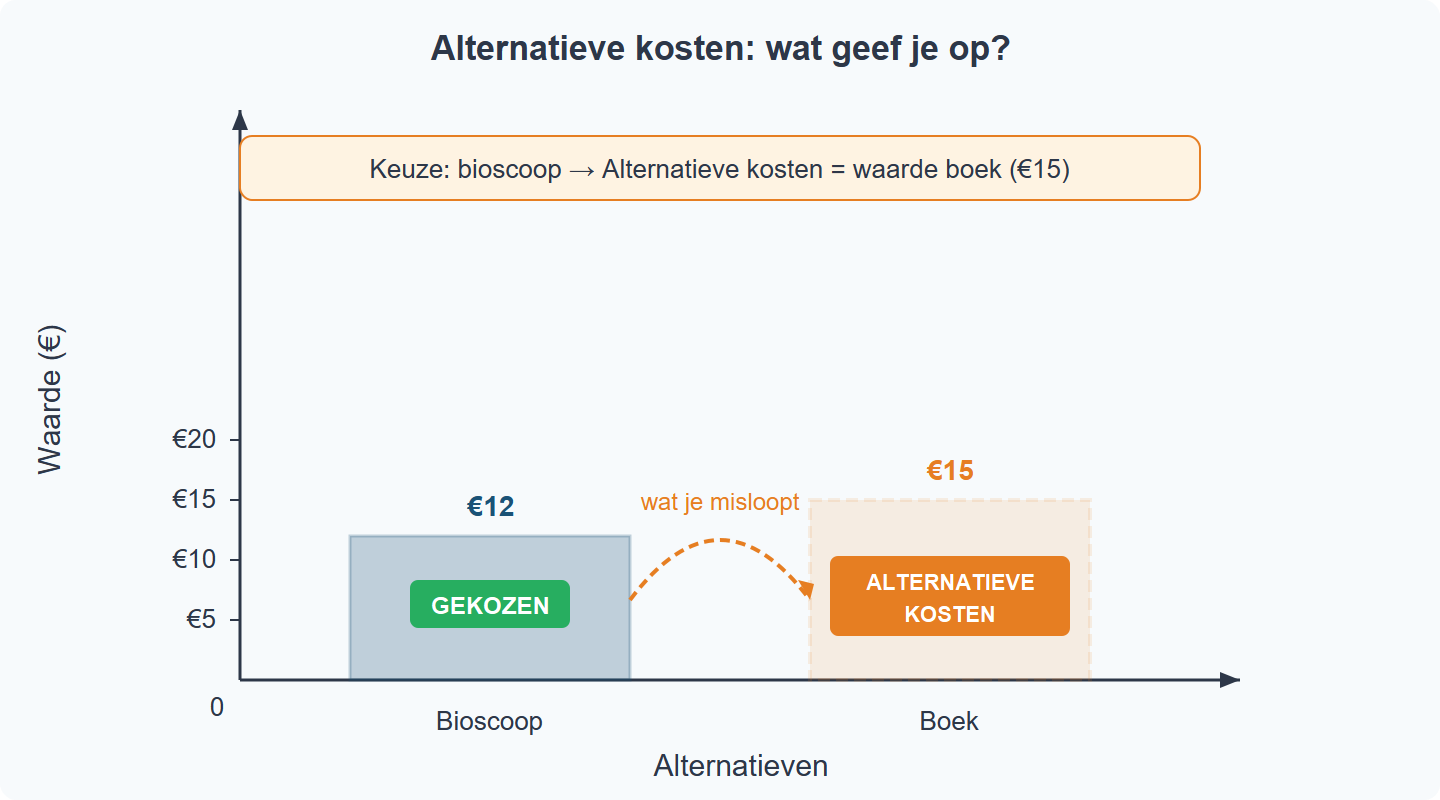 Alternatieve kosten: wat geef je op?
Keuze: bioscoop → Alternatieve kosten = waarde boek (€15)
Waarde (€)
€20
€15
€10
€5
0
€12
GEKOZEN
wat je misloopt
€15
ALTERNATIEVE
KOSTEN
Bioscoop
Boek
Alternatieven